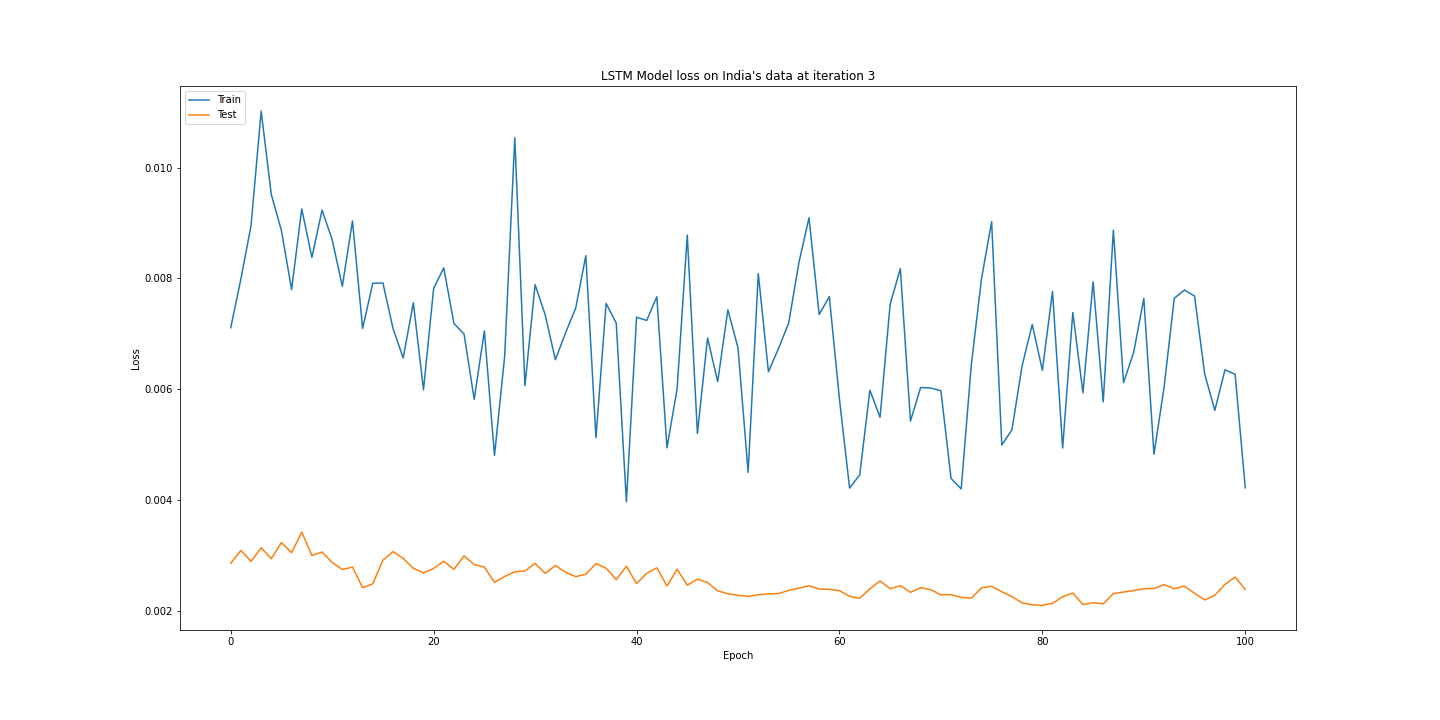 LSTM Model loss on India's data at iteration 3
Train
Test
0.010
0.008
0.006
0.004
0.002
Loss
0 20 40 60 80 100
Epoch